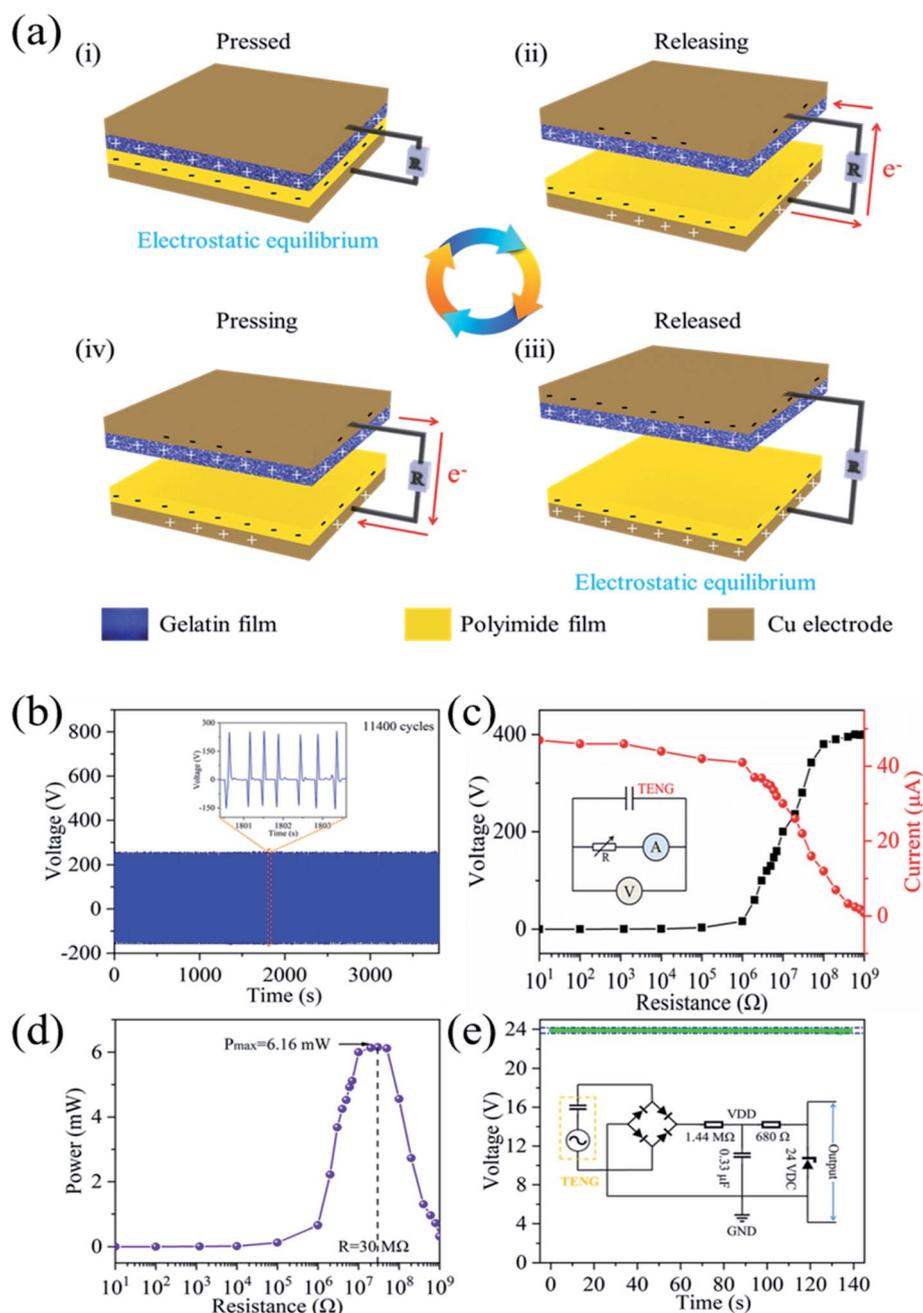 (a)
Pressed
Releasing
(i)
(ii)
R
R
e-
Electrostatic equilibrium
Pressing
Released
(iv)
(iii)
R
e-
R
Electrostatic equilibrium
Gelatin film
Polyimide film
Cu electrode
(b)
800
600
400
200
0
-200
Voltage (V)
0
1000
2000
3000
Time (s)
11400 cycles
300
150
0
-150
Voltage (V)
1801
1802
1803
Time (s)
(c)
400
200
0
Voltage (V)
40
20
0
Current (μA)
TENG
R
A
V
10¹ 10² 10³ 10⁴ 10⁵ 10⁶ 10⁷ 10⁸ 10⁹
Resistance (Ω)
(d)
6
4
2
0
Power (mW)
Pmax=6.16 mW
R=30 MΩ
10¹ 10² 10³ 10⁴ 10⁵ 10⁶ 10⁷ 10⁸ 10⁹
Resistance (Ω)
(e)
24
20
16
12
8
4
0
Voltage (V)
TENG
VDD
1.44 MΩ
680 Ω
0.33 μF
24 VDC
Output
GND
0 20 40 60 80 100 120 140
Time (s)